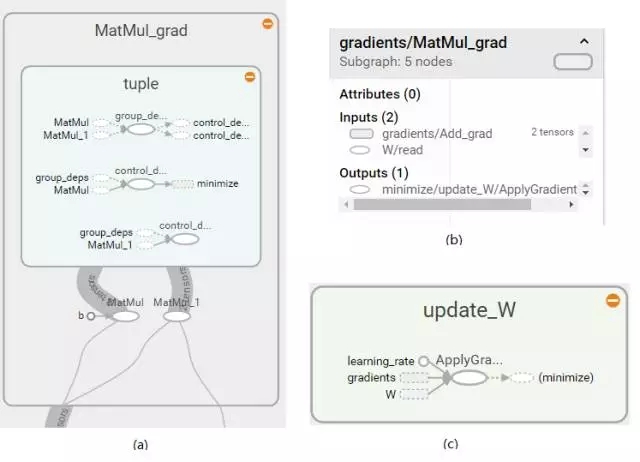 MatMul_grad
tuple
MatMul
group_de...
control_de...
MatMul_1
control_de...
group_deps
control_d...
MatMul
minimize
group_deps
control_d...
MatMul_1
tensors
b
MatMul
MatMul_1
(a)
gradients/MatMul_grad
Subgraph: 5 nodes
Attributes (0)
Inputs (2)
gradients/Add_grad 2 tensors
W/read
Outputs (1)
minimize/update_W/ApplyGradient
(b)
update_W
learning_rate
ApplyGra...
gradients
(minimize)
W
(c)